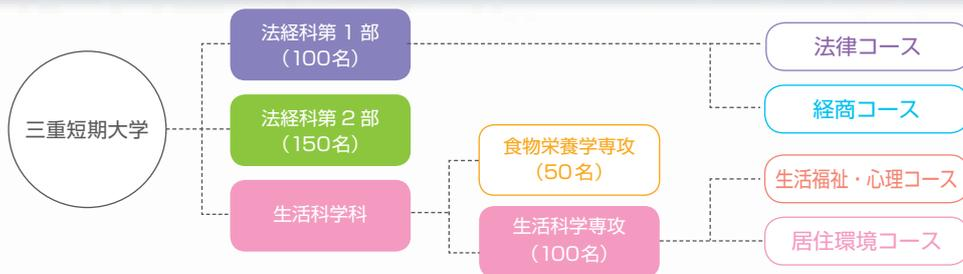 三重短期大学
法経科第 1 部
（100名）
法経科第 2 部
（150名）
生活科学科
食物栄養学専攻
（50名）
生活科学専攻
（100名）
法律コース
経商コース
生活福祉・心理コース
居住環境コース